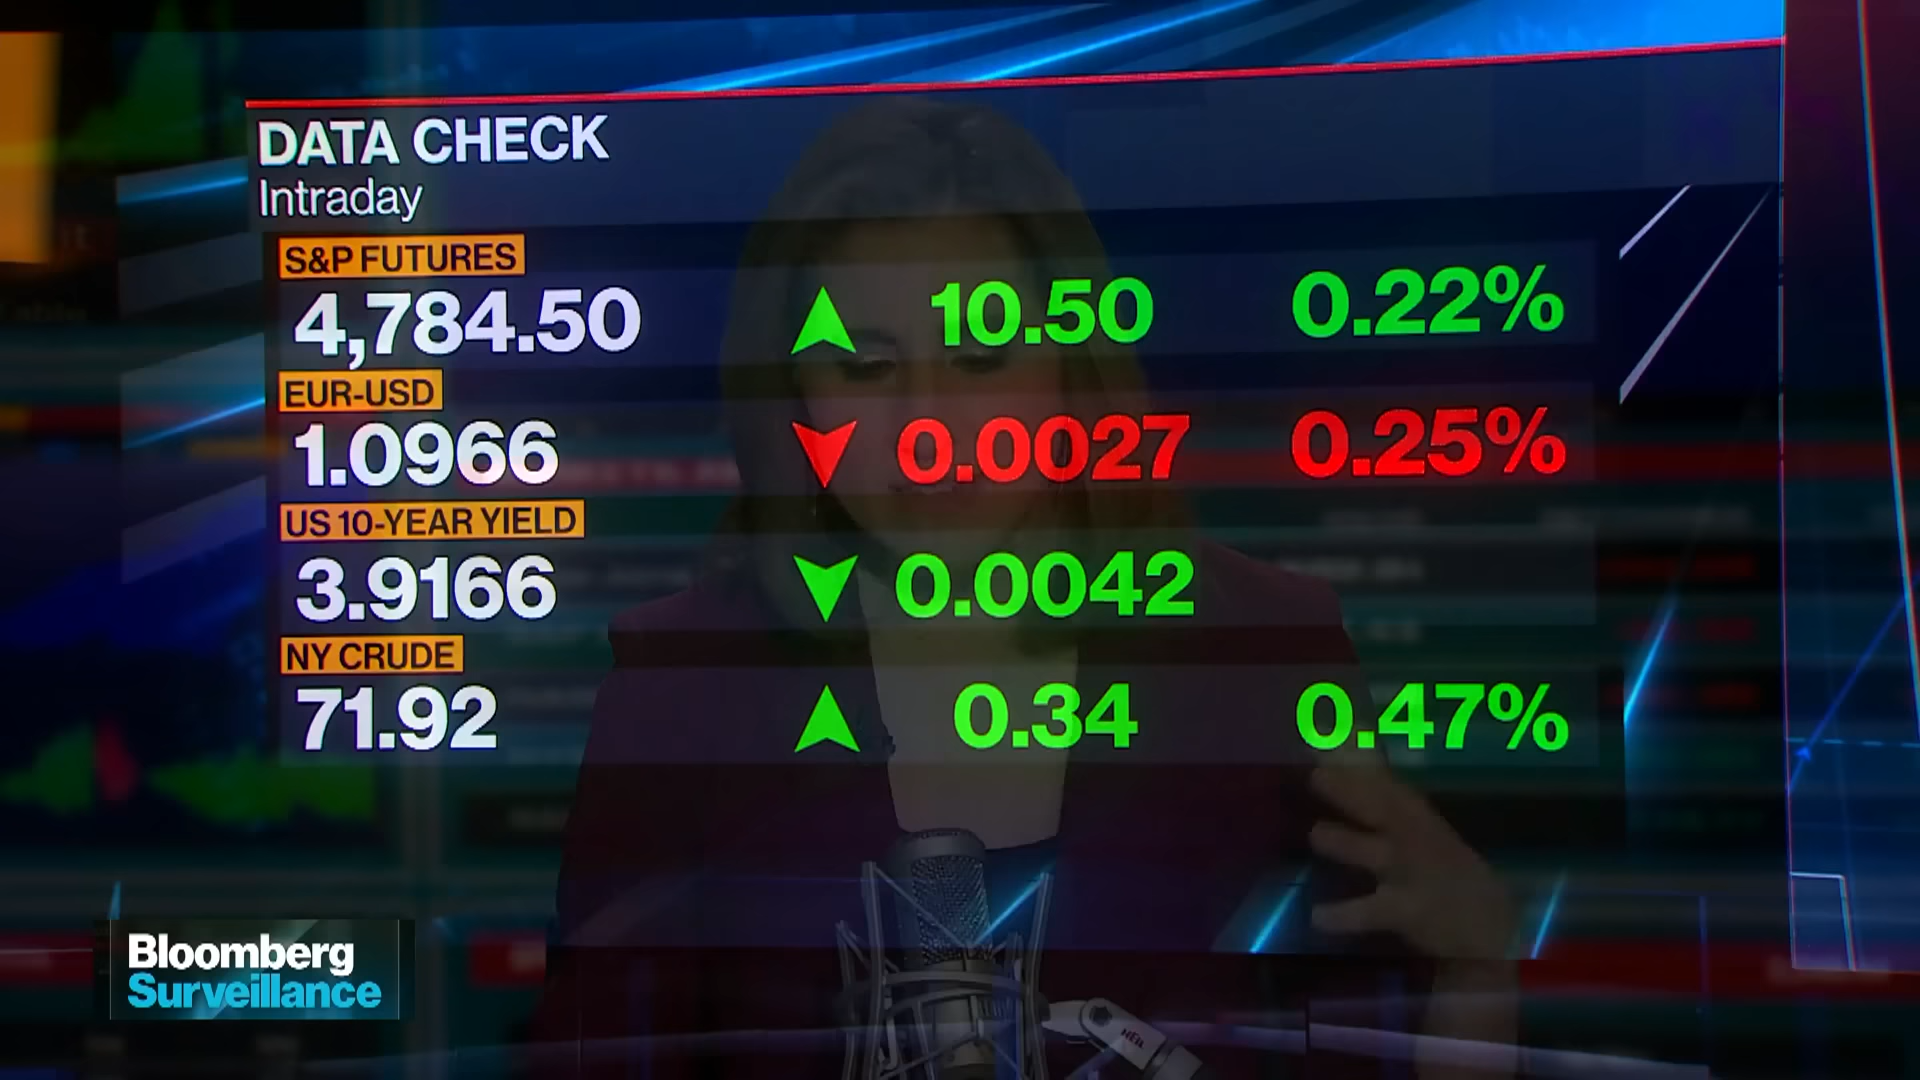 DATA CHECK
Intraday
S&P FUTURES
4,784.50 ▲ 10.50 0.22%
EUR-USD
1.0966 ▼ 0.0027 0.25%
US 10-YEAR YIELD
3.9166 ▼ 0.0042
NY CRUDE
71.92 ▲ 0.34 0.47%
Bloomberg
Surveillance